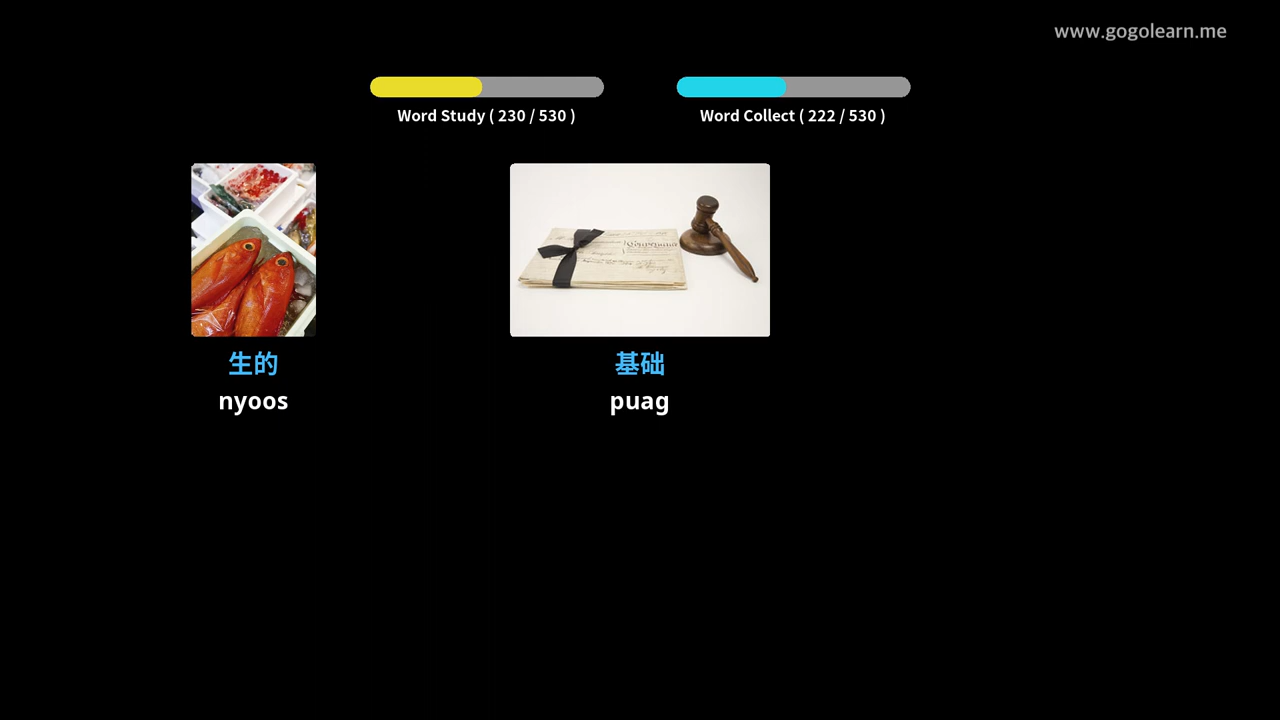 www.gogolearn.me
Word Study ( 230 / 530 )
Word Collect ( 222 / 530 )
生的
nyoos
基础
puag